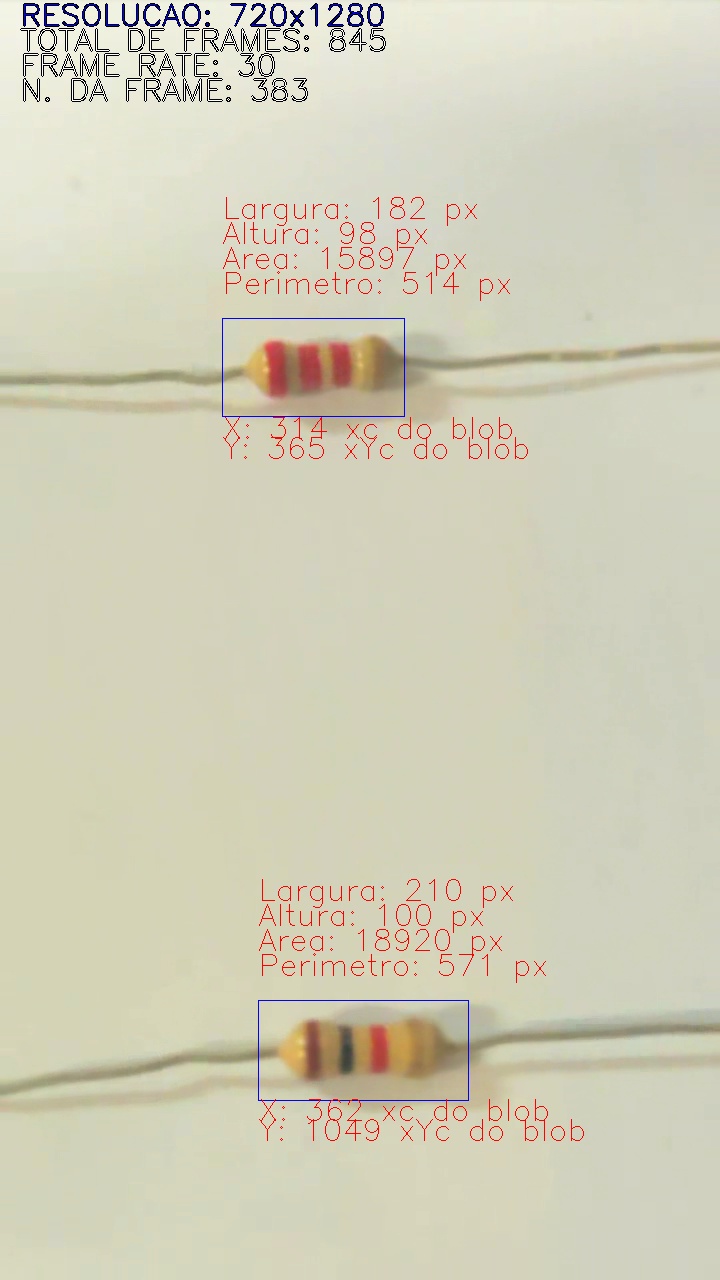 RESOLUCAO: 720x1280
TOTAL DE FRAMES: 845
FRAME RATE: 30
N. DA FRAME: 383
Largura: 182 px
Altura: 98 px
Area: 15897 px
Perimetro: 514 px
X: 314 xc do blob
Y: 365 xYc do blob
Largura: 210 px
Altura: 100 px
Area: 18920 px
Perimetro: 571 px
X: 362 xc do blob
Y: 1049 xYc do blob